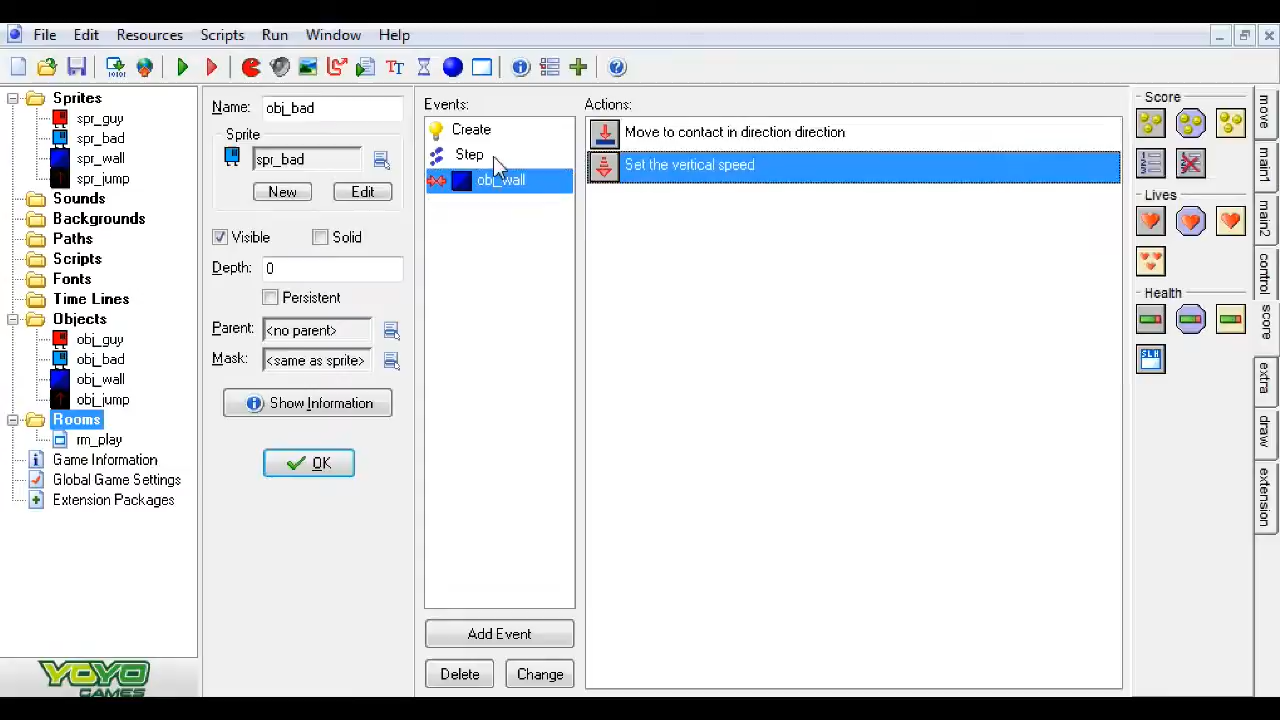 File Edit Resources Scripts Run Window Help
Sprites
spr_guy
spr_bad
spr_wall
spr_jump
Sounds
Backgrounds
Paths
Scripts
Fonts
Time Lines
Objects
obj_guy
obj_bad
obj_wall
obj_jump
Rooms
rm_play
Game Information
Global Game Settings
Extension Packages
YOYO
GAMES
Name: obj_bad
Sprite
spr_bad
New Edit
Visible Solid
Depth: 0
Persistent
Parent: <no parent>
Mask: <same as sprite>
Show Information
OK
Events:
Create
Step
obj_wall
Add Event
Delete Change
Actions:
Move to contact in direction direction
Set the vertical speed
Score
Lives
Health
SLH
move
main1
main2
control
score
extra
draw
extension